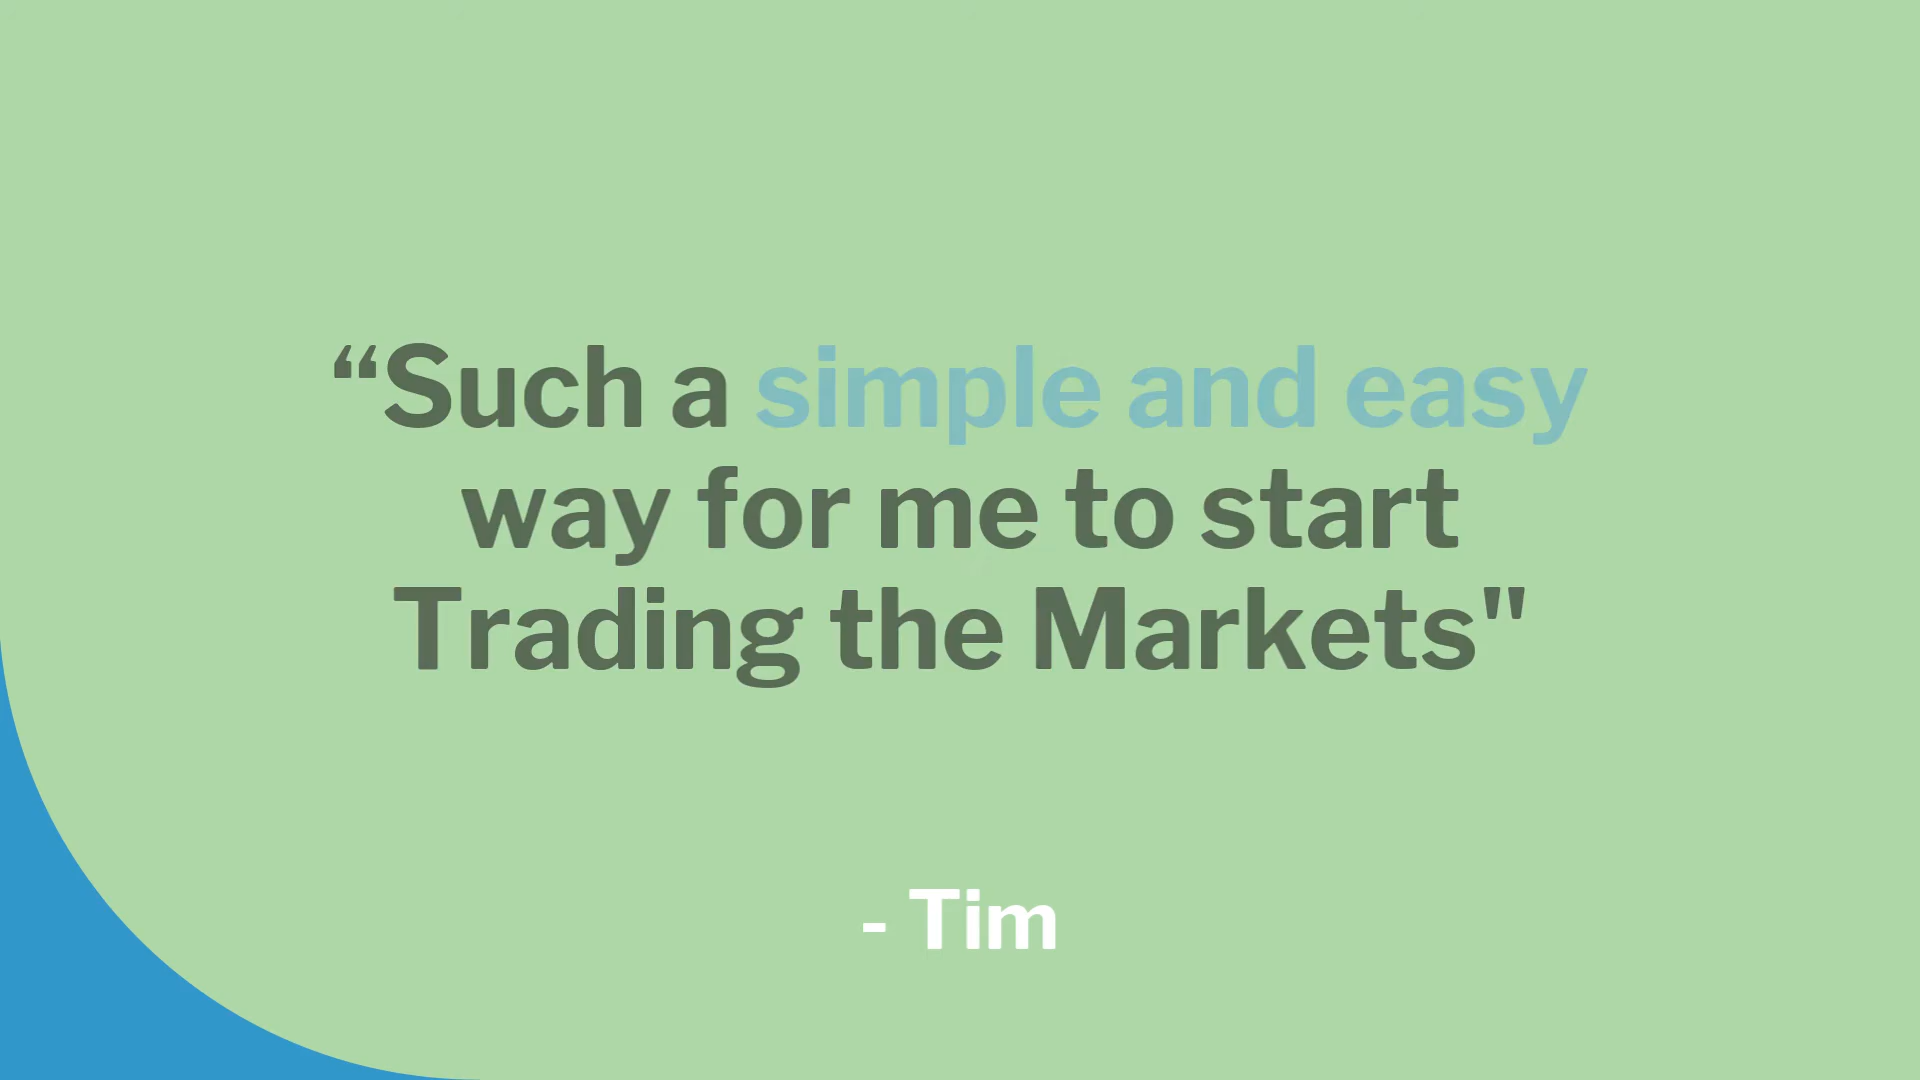 “Such a simple and easy
way for me to start
Trading the Markets"
- Tim